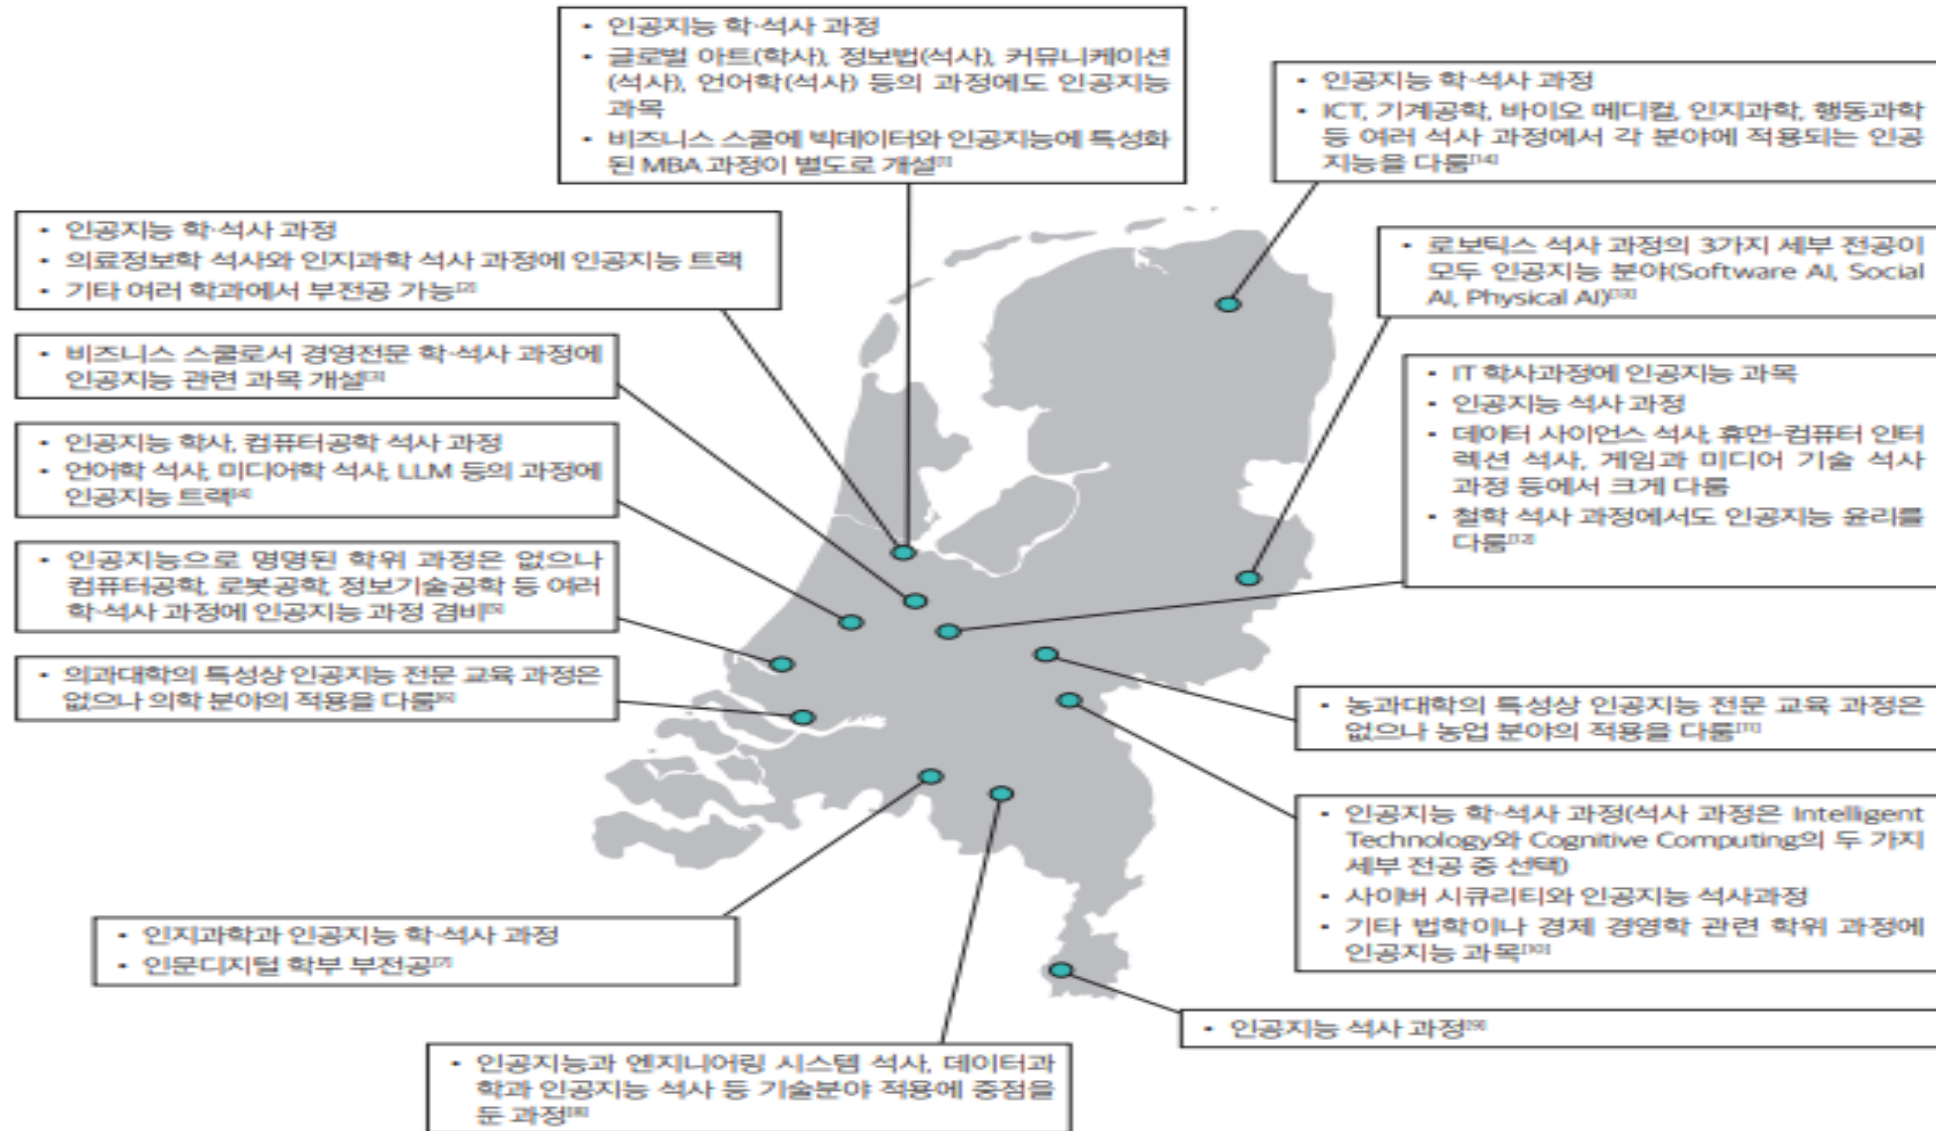 • 인공지능 학·석사 과정
• 글로벌 아트(학사), 정보법(석사), 커뮤니케이션
(석사), 언어학(석사) 등의 과정에도 인공지능
과목
• 비즈니스 스쿨에 빅데이터와 인공지능에 특성화
된 MBA 과정이 별도로 개설[1]
• 인공지능 학·석사 과정
• ICT, 기계공학, 바이오 메디컬, 인지과학, 행동과학
등 여러 석사 과정에서 각 분야에 적용되는 인공
지능을 다룸[14]
• 인공지능 학·석사 과정
• 의료정보학 석사와 인지과학 석사 과정에 인공지능 트랙
• 기타 여러 학과에서 부전공 가능[2]
• 로보틱스 석사 과정의 3가지 세부 전공이
모두 인공지능 분야(Software AI, Social
AI, Physical AI)[13]
• 비즈니스 스쿨로서 경영전문 학·석사 과정에
인공지능 관련 과목 개설[3]
• IT 학사과정에 인공지능 과목
• 인공지능 석사 과정
• 데이터 사이언스 석사, 휴먼-컴퓨터 인터
렉션 석사, 게임과 미디어 기술 석사
과정 등에서 크게 다룸
• 철학 석사 과정에서도 인공지능 윤리를
다룸[12]
• 인공지능 학사, 컴퓨터공학 석사 과정
• 언어학 석사, 미디어학 석사, LLM 등의 과정에
인공지능 트랙[4]
• 인공지능으로 명명된 학위 과정은 없으나
컴퓨터공학, 로봇공학, 정보기술공학 등 여러
학·석사 과정에 인공지능 과정 겸비[5]
• 의과대학의 특성상 인공지능 전문 교육 과정은
없으나 의학 분야의 적용을 다룸[6]
• 농과대학의 특성상 인공지능 전문 교육 과정은
없으나 농업 분야의 적용을 다룸[11]
• 인공지능 학·석사 과정(석사 과정은 Intelligent
Technology와 Cognitive Computing의 두 가지
세부 전공 중 선택)
• 사이버 시큐리티와 인공지능 석사과정
• 기타 법학이나 경제 경영학 관련 학위 과정에
인공지능 과목[10]
• 인지과학과 인공지능 학·석사 과정
• 인문디지털 학부 부전공[7]
• 인공지능 석사 과정[9]
• 인공지능과 엔지니어링 시스템 석사, 데이터과
학과 인공지능 석사 등 기술분야 적용에 중점을
둔 과정[8]